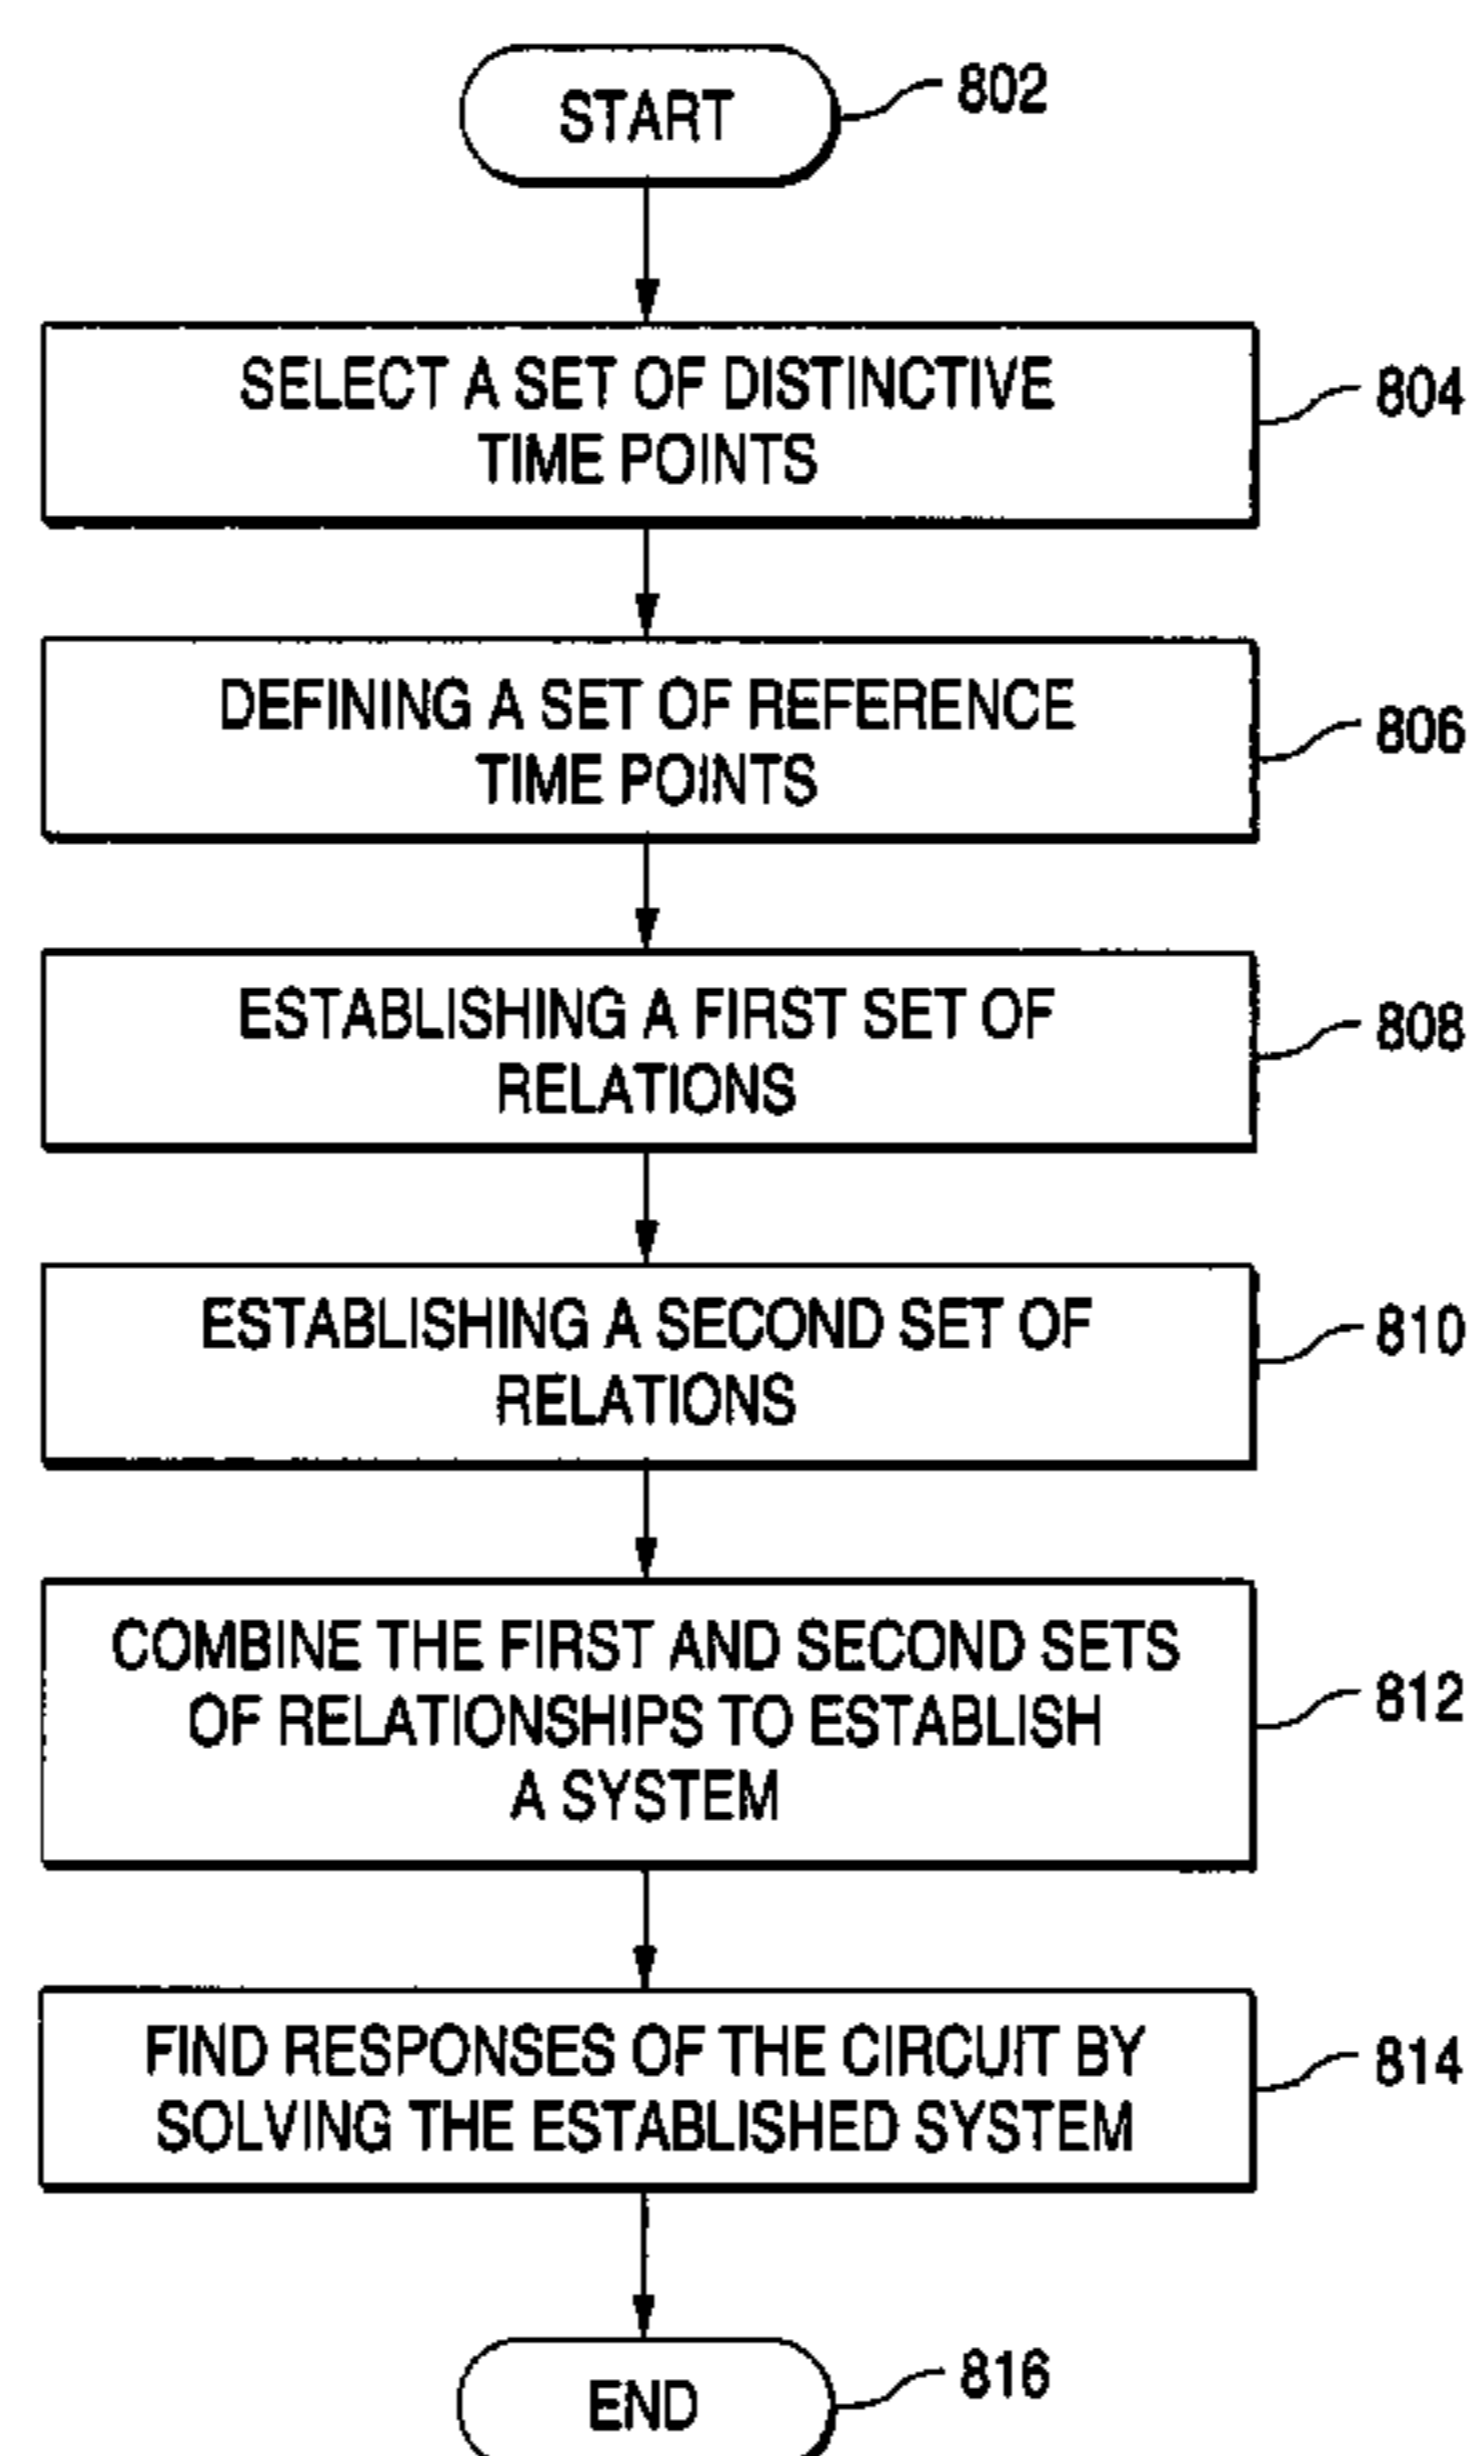 START
802
SELECT A SET OF DISTINCTIVE
TIME POINTS
804
DEFINING A SET OF REFERENCE
TIME POINTS
806
ESTABLISHING A FIRST SET OF
RELATIONS
808
ESTABLISHING A SECOND SET OF
RELATIONS
810
COMBINE THE FIRST AND SECOND SETS
OF RELATIONSHIPS TO ESTABLISH
A SYSTEM
812
FIND RESPONSES OF THE CIRCUIT BY
SOLVING THE ESTABLISHED SYSTEM
814
END
816